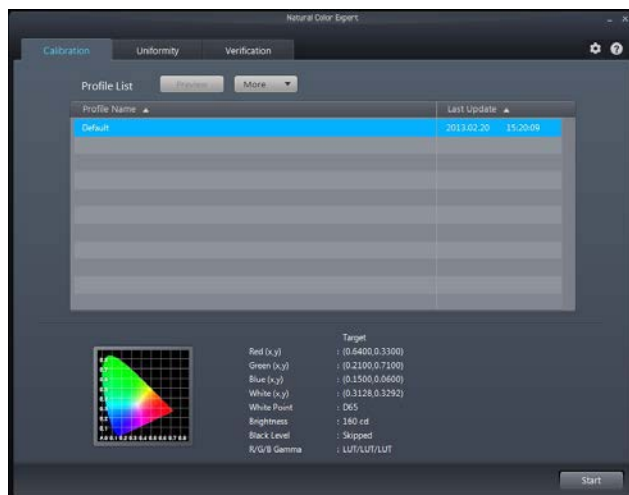 Natural Color Expert
Calibration Uniformity Verification
Profile List Preview More
Profile Name Last Update
Default 2013.02.20 15:20:09
Target
Red (x,y) : (0.6400,0.3300)
Green (x,y) : (0.2100,0.7100)
Blue (x,y) : (0.1500,0.0600)
White (x,y) : (0.3128,0.3292)
White Point : D65
Brightness : 160 cd
Black Level : Skipped
R/G/B Gamma : LUT/LUT/LUT
Start